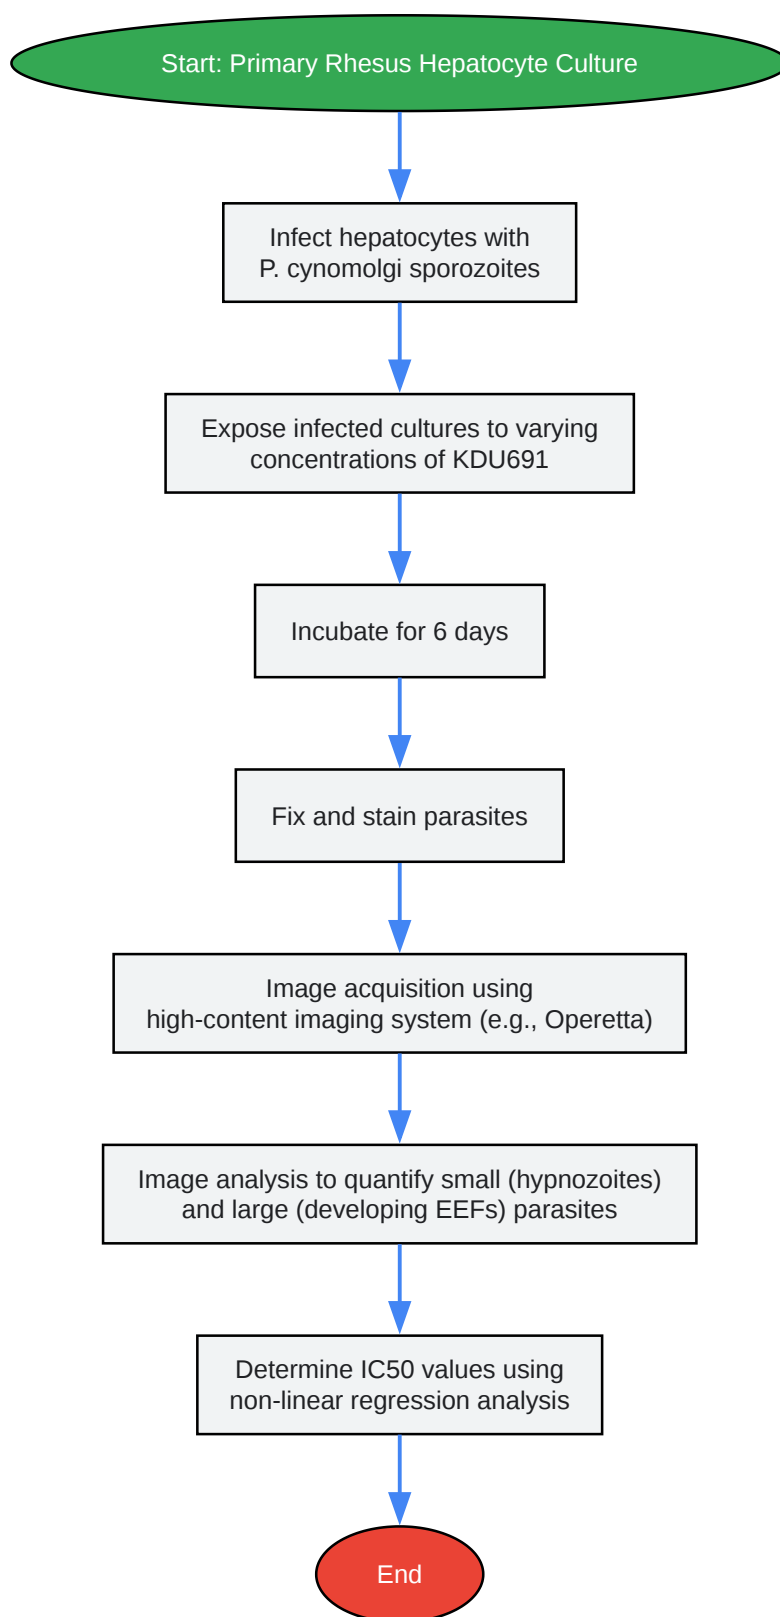 Start: Primary Rhesus Hepatocyte Culture
Infect hepatocytes with
P. cynomolgi sporozoites
Expose infected cultures to varying
concentrations of KDU691
Incubate for 6 days
Fix and stain parasites
Image acquisition using
high-content imaging system (e.g., Operetta)
Image analysis to quantify small (hypnozoites)
and large (developing EEFs) parasites
Determine IC50 values using
non-linear regression analysis
End